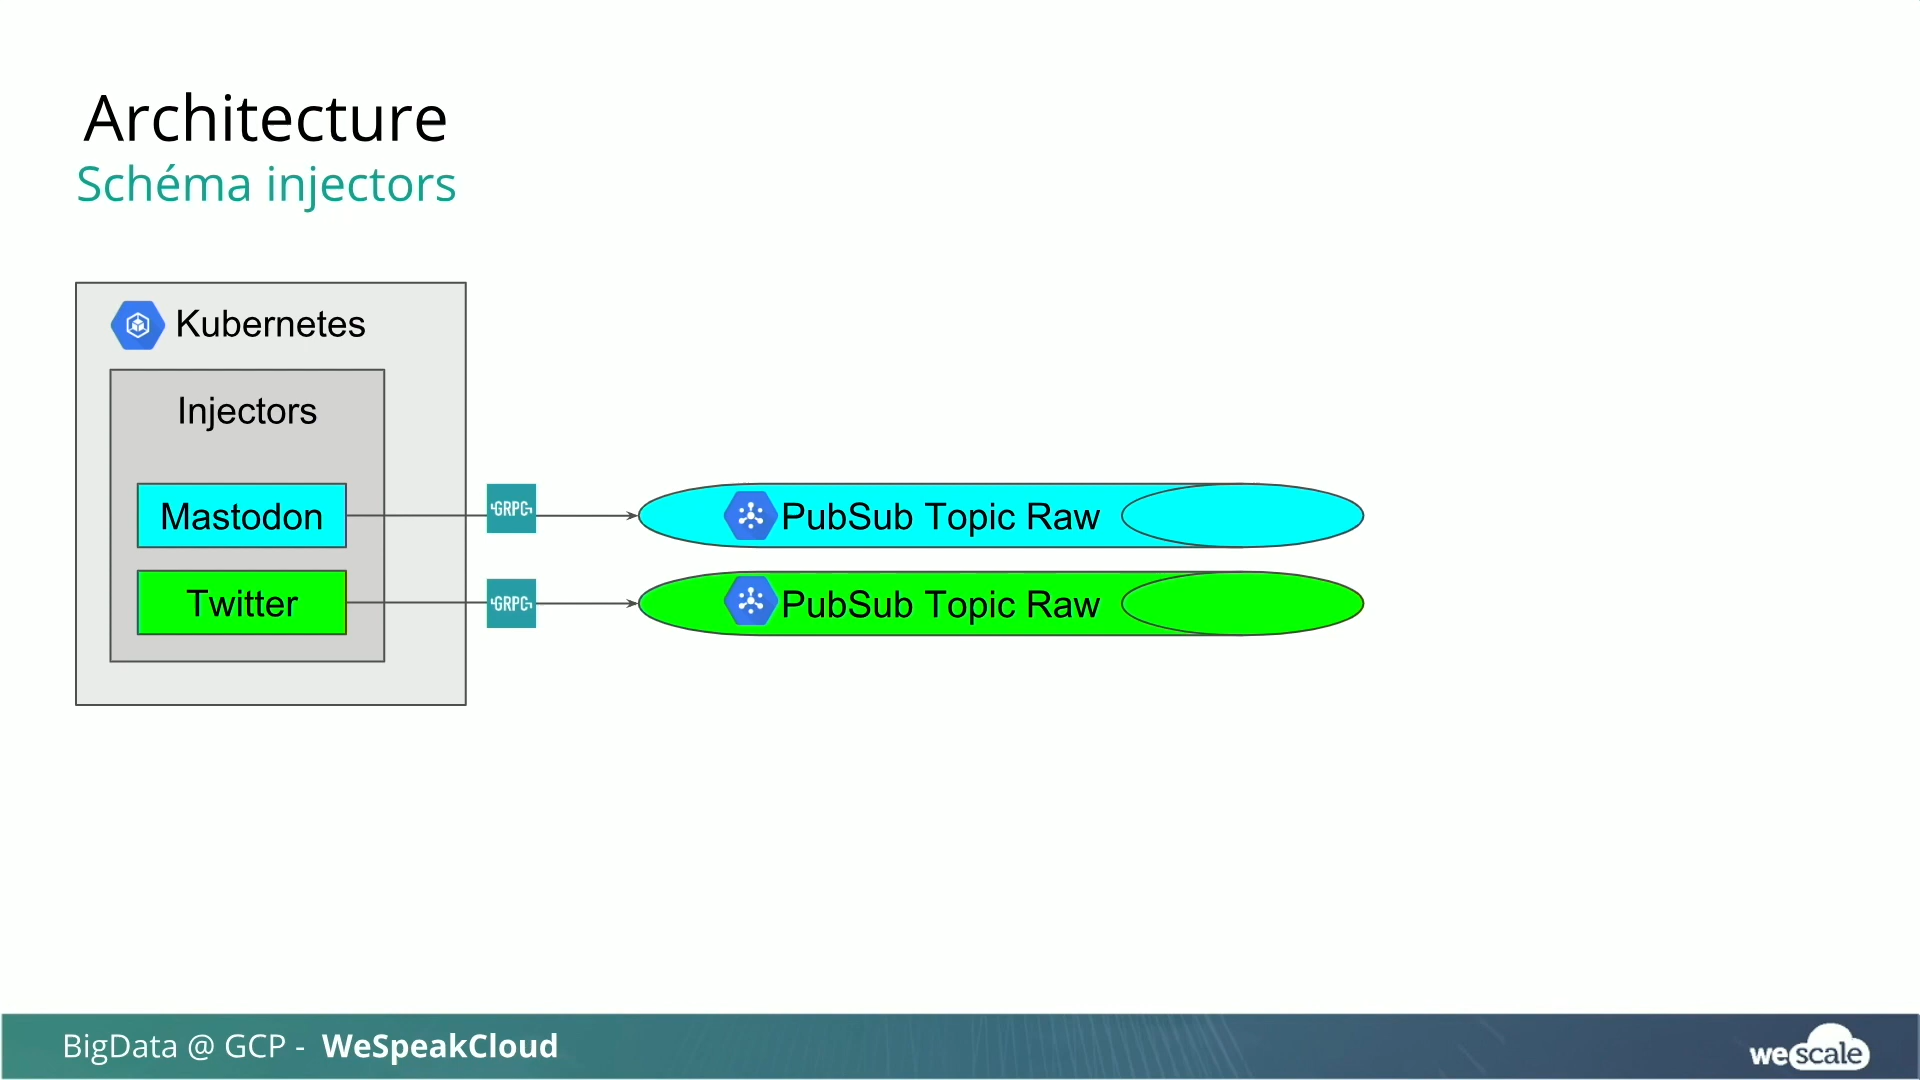 Architecture
Schéma injectors
Kubernetes
Injectors
Mastodon
GRPC
PubSub Topic Raw
Twitter
GRPC
PubSub Topic Raw
BigData @ GCP - WeSpeakCloud
wescale